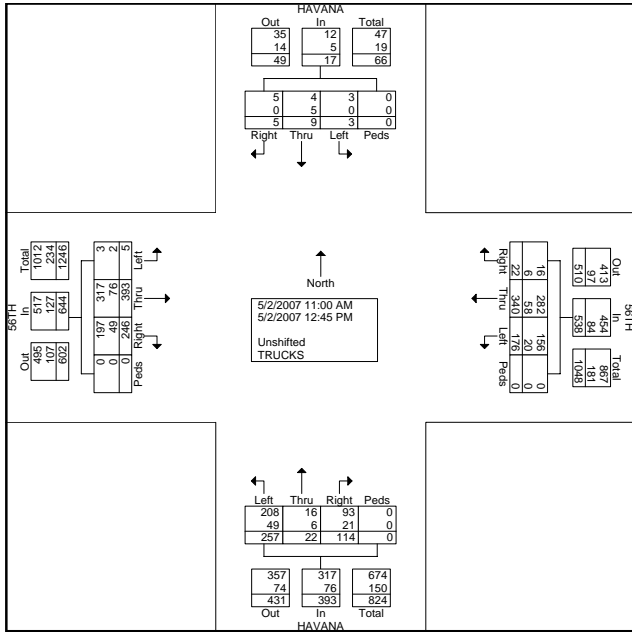 HAVANA
Out In Total
35 12 47
14 5 19
49 17 66
5 4 3 0
0 5 0 0
5 9 3 0
Right Thru Left Peds
56TH
Total In Out
1012 517 495
234 127 107
1246 644 602
Left Thru Right Peds
3 317 197 0
2 76 49 0
5 393 246 0
North
5/2/2007 11:00 AM
5/2/2007 12:45 PM
Unshifted
TRUCKS
Right Thru Left Peds
22 340 176 0
6 58 20 0
16 282 156 0
Out In Total
510 538 1048
97 84 181
413 454 867
56TH
Left Thru Right Peds
208 16 93 0
49 6 21 0
257 22 114 0
357 317 674
74 76 150
431 393 824
Out In Total
HAVANA